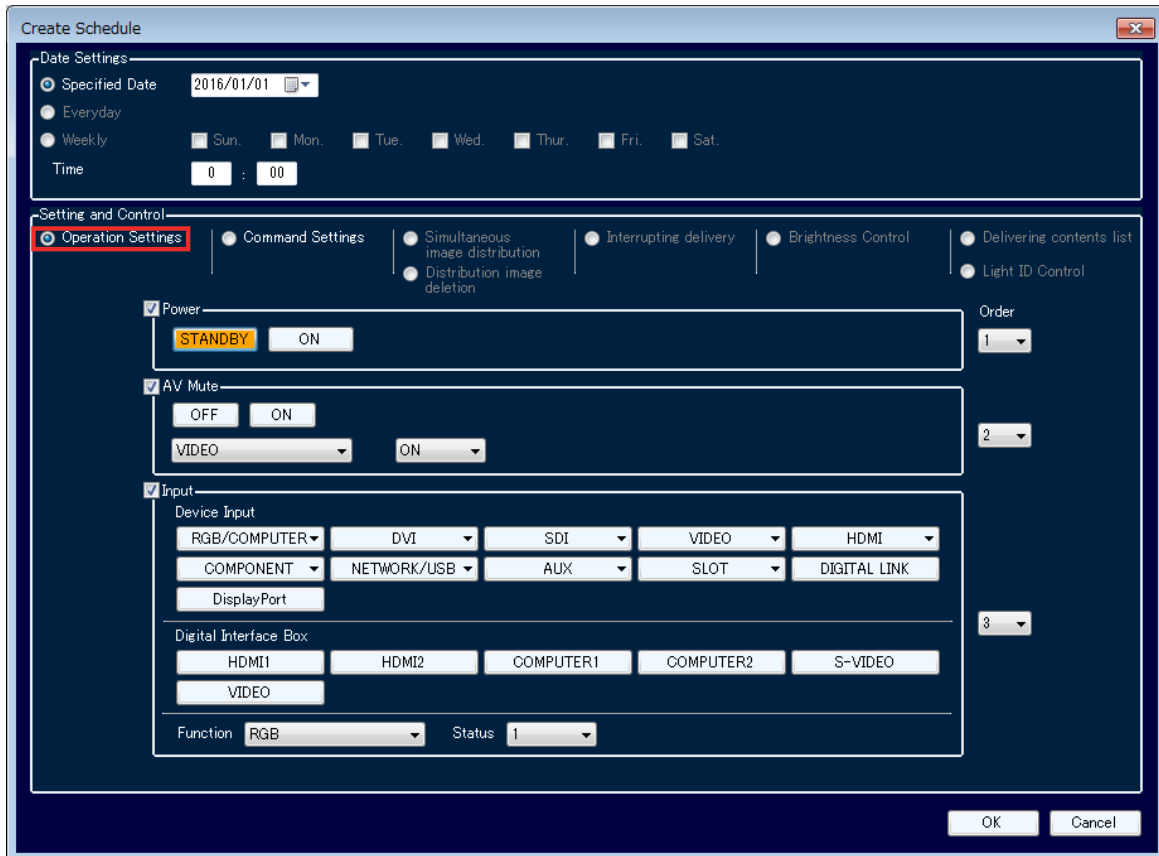 Create Schedule
Date Settings
Specified Date 2016/01/01
Everyday
Weekly Sun. Mon. Tue. Wed. Thur. Fri. Sat.
Time 0 : 00
Setting and Control
Operation Settings Command Settings Simultaneous image distribution Interrupting delivery Brightness Control Delivering contents list
Distribution image deletion Light ID Control
Power Order
STANDBY ON 1
AV Mute
OFF ON
VIDEO ON 2
Input
Device Input
RGB/COMPUTER DVI SDI VIDEO HDMI
COMPONENT NETWORK/USB AUX SLOT DIGITAL LINK
DisplayPort
3
Digital Interface Box
HDMI1 HDMI2 COMPUTER1 COMPUTER2 S-VIDEO
VIDEO
Function RGB Status 1
OK Cancel